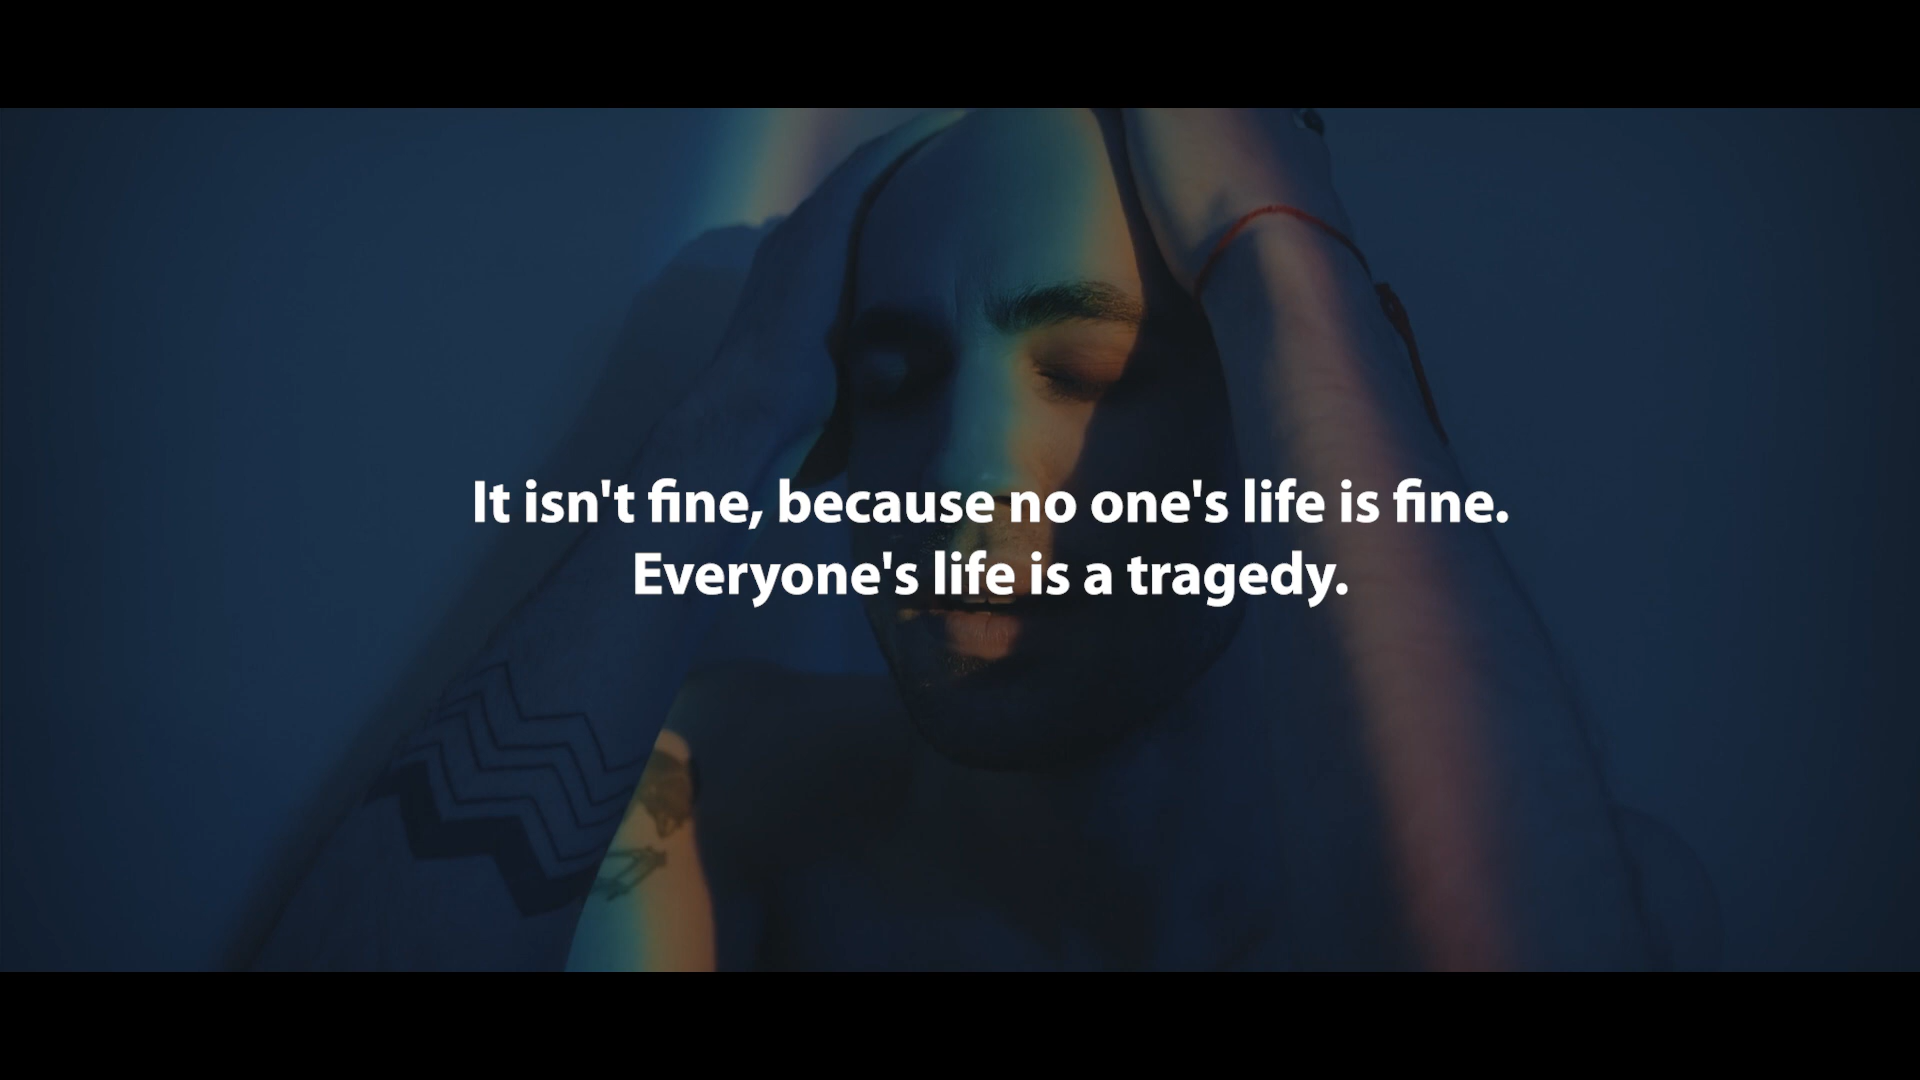 It isn't fine, because no one's life is fine.
Everyone's life is a tragedy.